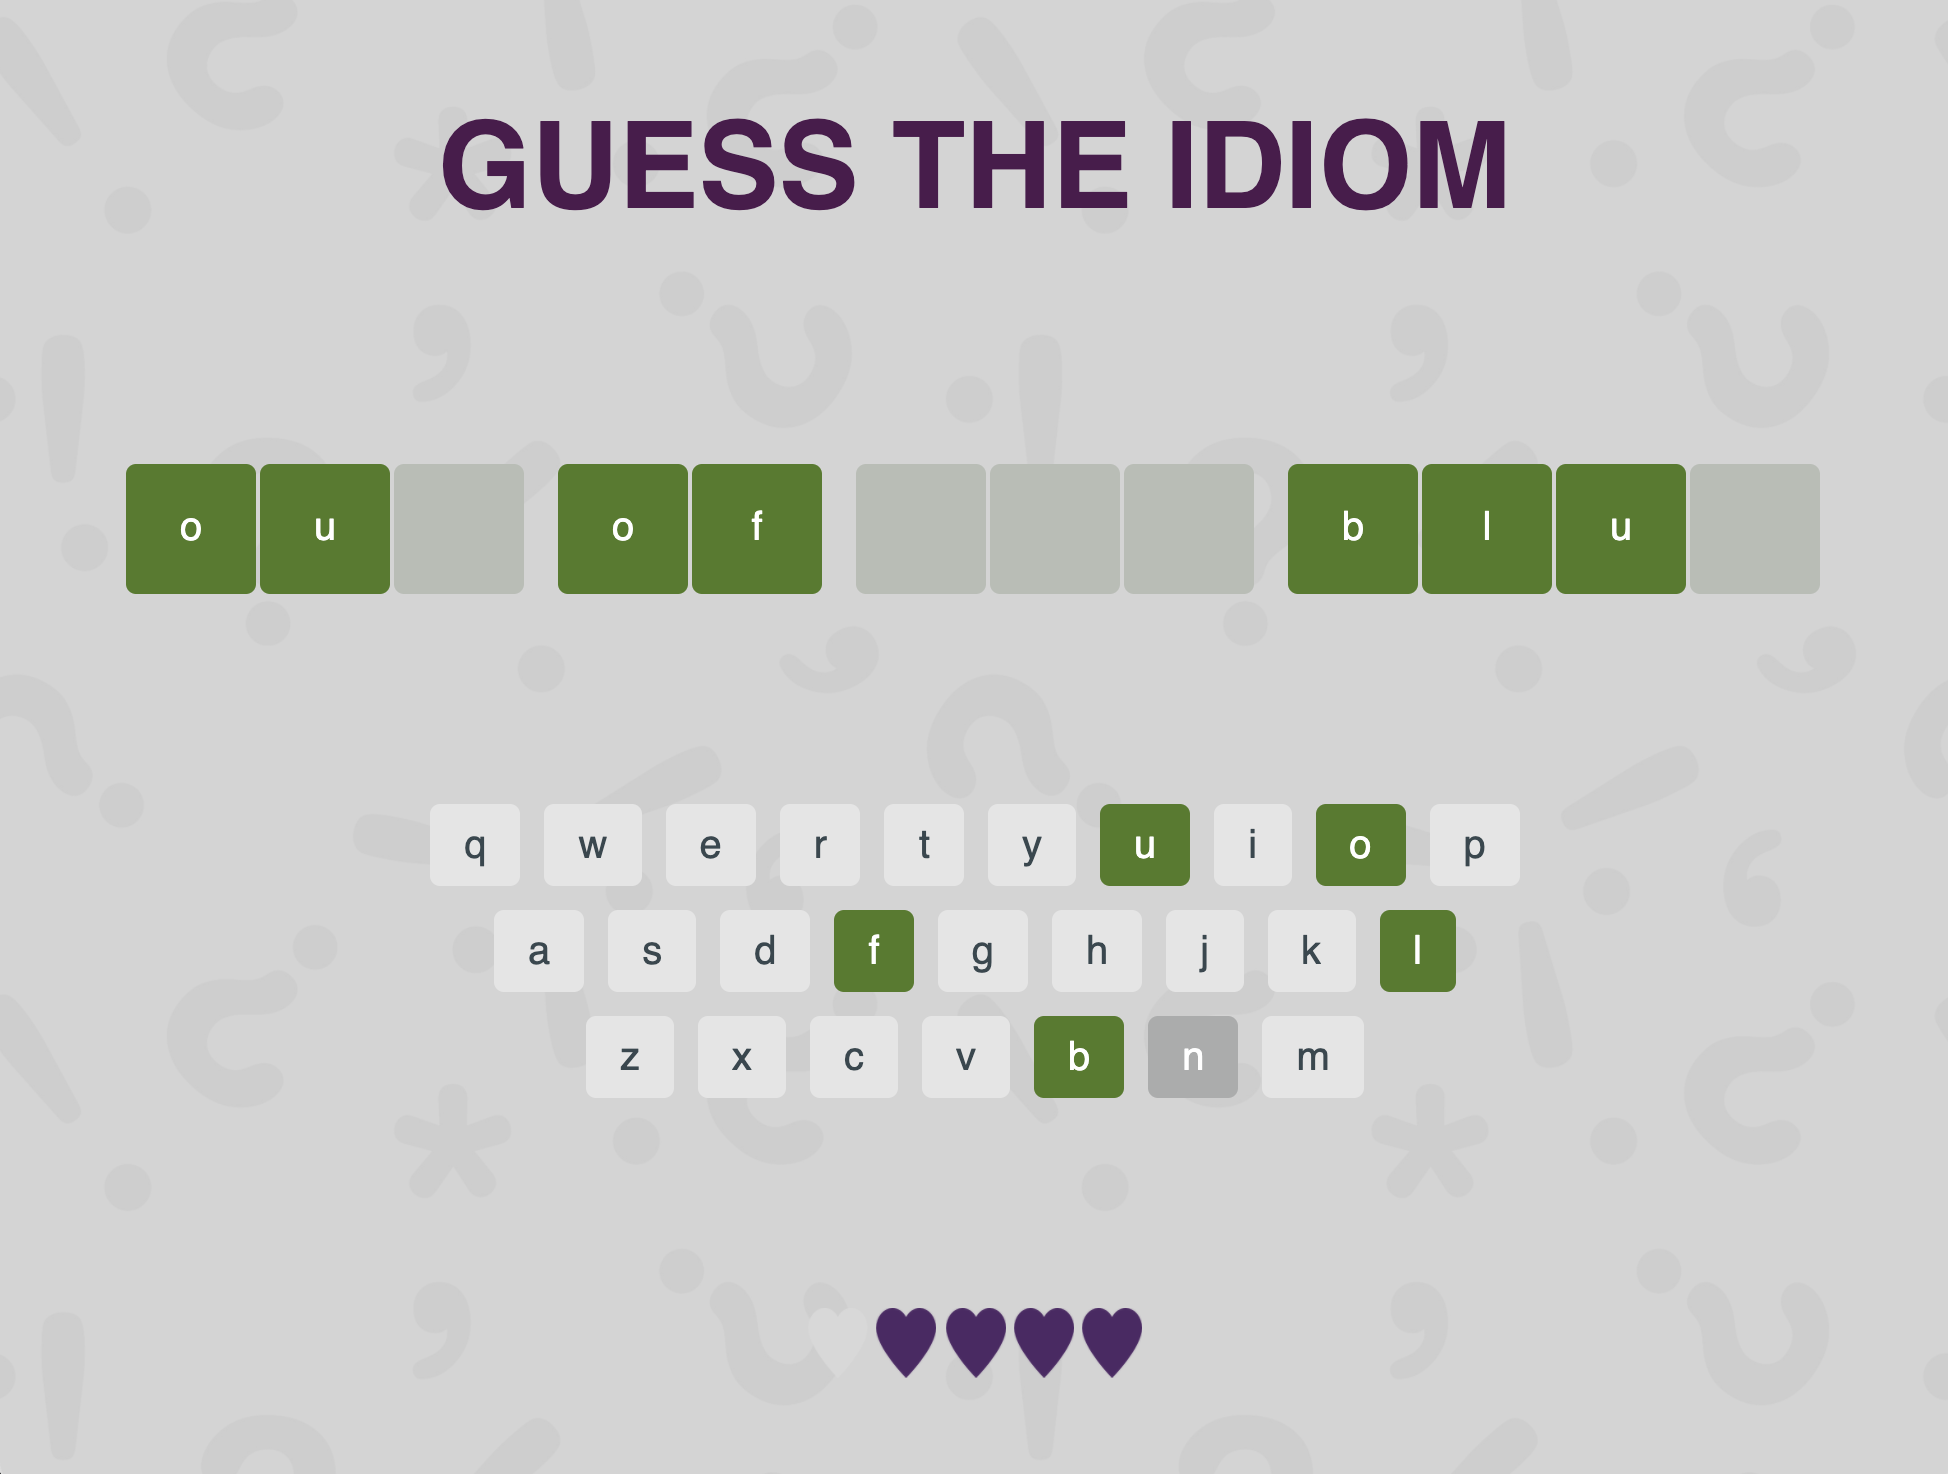 GUESS THE IDIOM
o u o f b l u
q w e r t y u i o p
a s d f g h j k l
z x c v b n m